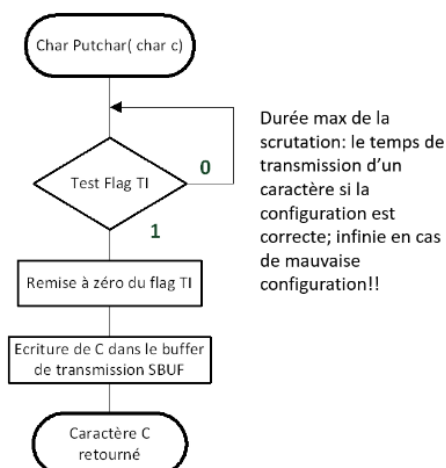 Char Putchar( char c)
Test Flag TI
0
1
Remise à zéro du flag TI
Ecriture de C dans le buffer
de transmission SBUF
Caractère C
retourné
Durée max de la
scrutation: le temps de
transmission d'un
caractère si la
configuration est
correcte; infinie en cas
de mauvaise
configuration!!